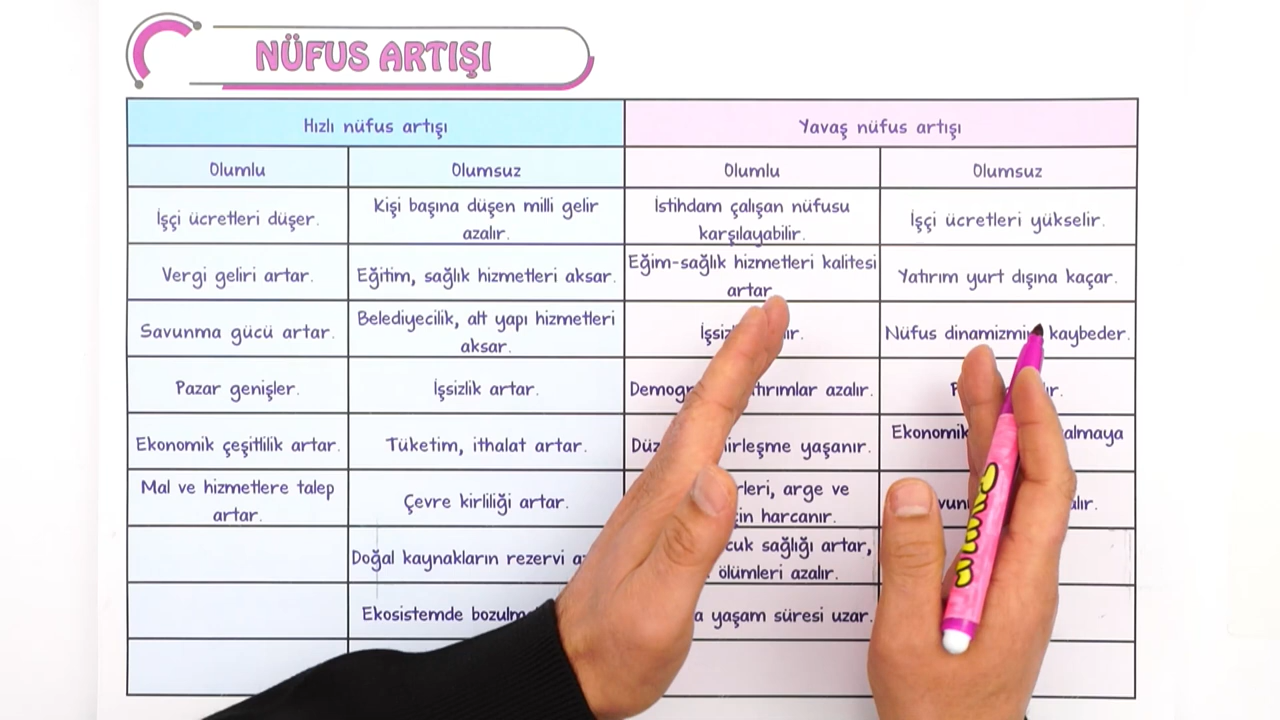 NÜFUS ARTIŞI
Hızlı nüfus artışı
Yavaş nüfus artışı
Olumlu
Olumsuz
Olumlu
Olumsuz
İşçi ücretleri düşer.
Kişi başına düşen milli gelir
azalır.
İstihdam çalışan nüfusu
karşılayabilir.
İşçi ücretleri yükselir.
Vergi geliri artar.
Eğitim, sağlık hizmetleri aksar.
Eğim-sağlık hizmetleri kalitesi
artar
Yatırım yurt dışına kaçar.
Savunma gücü artar.
Belediyecilik, alt yapı hizmetleri
aksar.
Nüfus kaybeder.
Pazar genişler.
İşsizlik artar.
azalır.
Ekonomik çeşitlilik artar.
Tüketim, ithalat artar.
yaşanır.
Ekonomik
Mal ve hizmetlere talep
artar.
Çevre kirliliği artar.
arge ve
harcanır.
Doğal kaynakların rezervi
sağlığı artar,
ölümleri azalır.
Ekosistemde
yaşam süresi uzar.